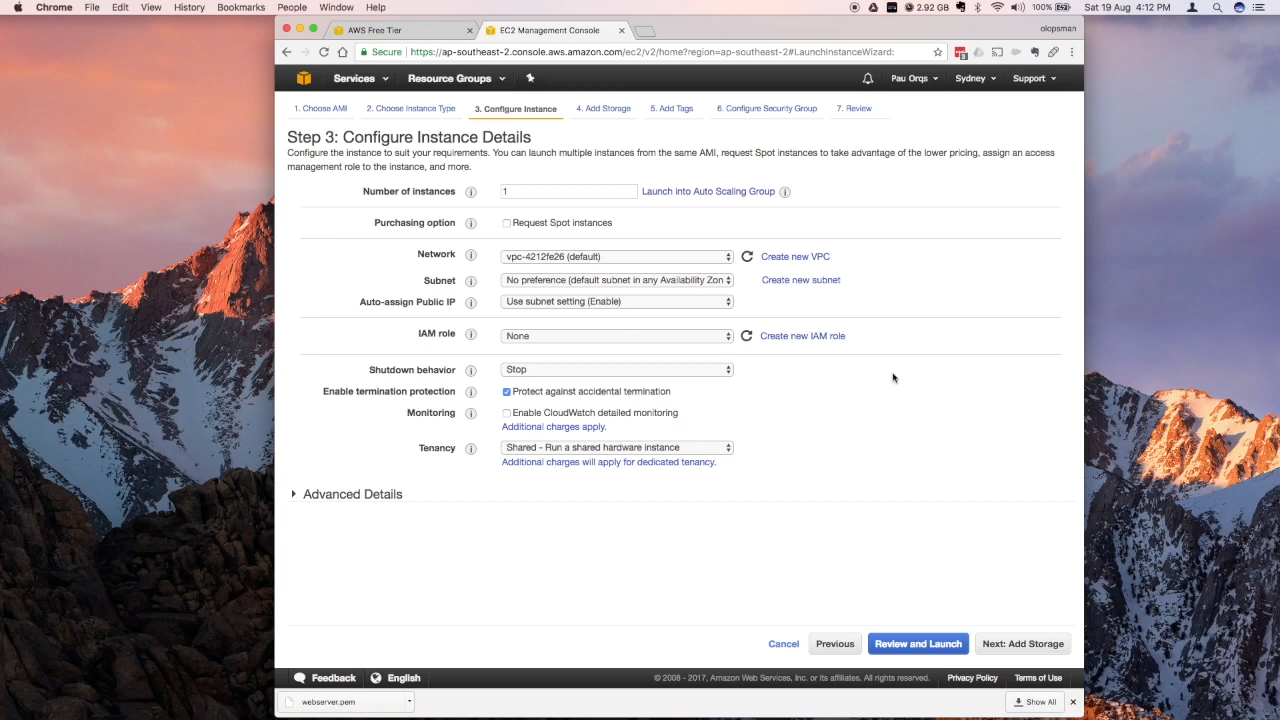 Chrome File Edit View History Bookmarks People Window Help 2.92 GB Sat 19 Aug 4:12 PM
AWS Free Tier EC2 Management Console olopsman
Secure https://ap-southeast-2.console.aws.amazon.com/ec2/v2/home?region=ap-southeast-2#LaunchInstanceWizard:
Services Resource Groups Pau Orqs Sydney Support
1. Choose AMI 2. Choose Instance Type 3. Configure Instance 4. Add Storage 5. Add Tags 6. Configure Security Group 7. Review
Step 3: Configure Instance Details
Configure the instance to suit your requirements. You can launch multiple instances from the same AMI, request Spot instances to take advantage of the lower pricing, assign an access
management role to the instance, and more.
Number of instances 1 Launch into Auto Scaling Group
Purchasing option Request Spot instances
Network vpc-4212fe26 (default) Create new VPC
Subnet No preference (default subnet in any Availability Zon Create new subnet
Auto-assign Public IP Use subnet setting (Enable)
IAM role None Create new IAM role
Shutdown behavior Stop
Enable termination protection Protect against accidental termination
Monitoring Enable CloudWatch detailed monitoring
Additional charges apply.
Tenancy Shared - Run a shared hardware instance
Additional charges will apply for dedicated tenancy.
Advanced Details
Cancel Previous Review and Launch Next: Add Storage
Feedback English © 2008 - 2017, Amazon Web Services, Inc. or its affiliates. All rights reserved. Privacy Policy Terms of Use
webserver.pem Show All